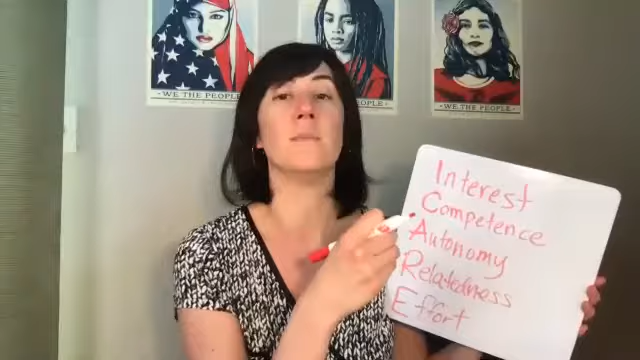 -WE THE PEOPLE-
PEOPLE-
-WE THE PEOPLE-
Interest
Competence
Autonomy
Relatedness
Effort